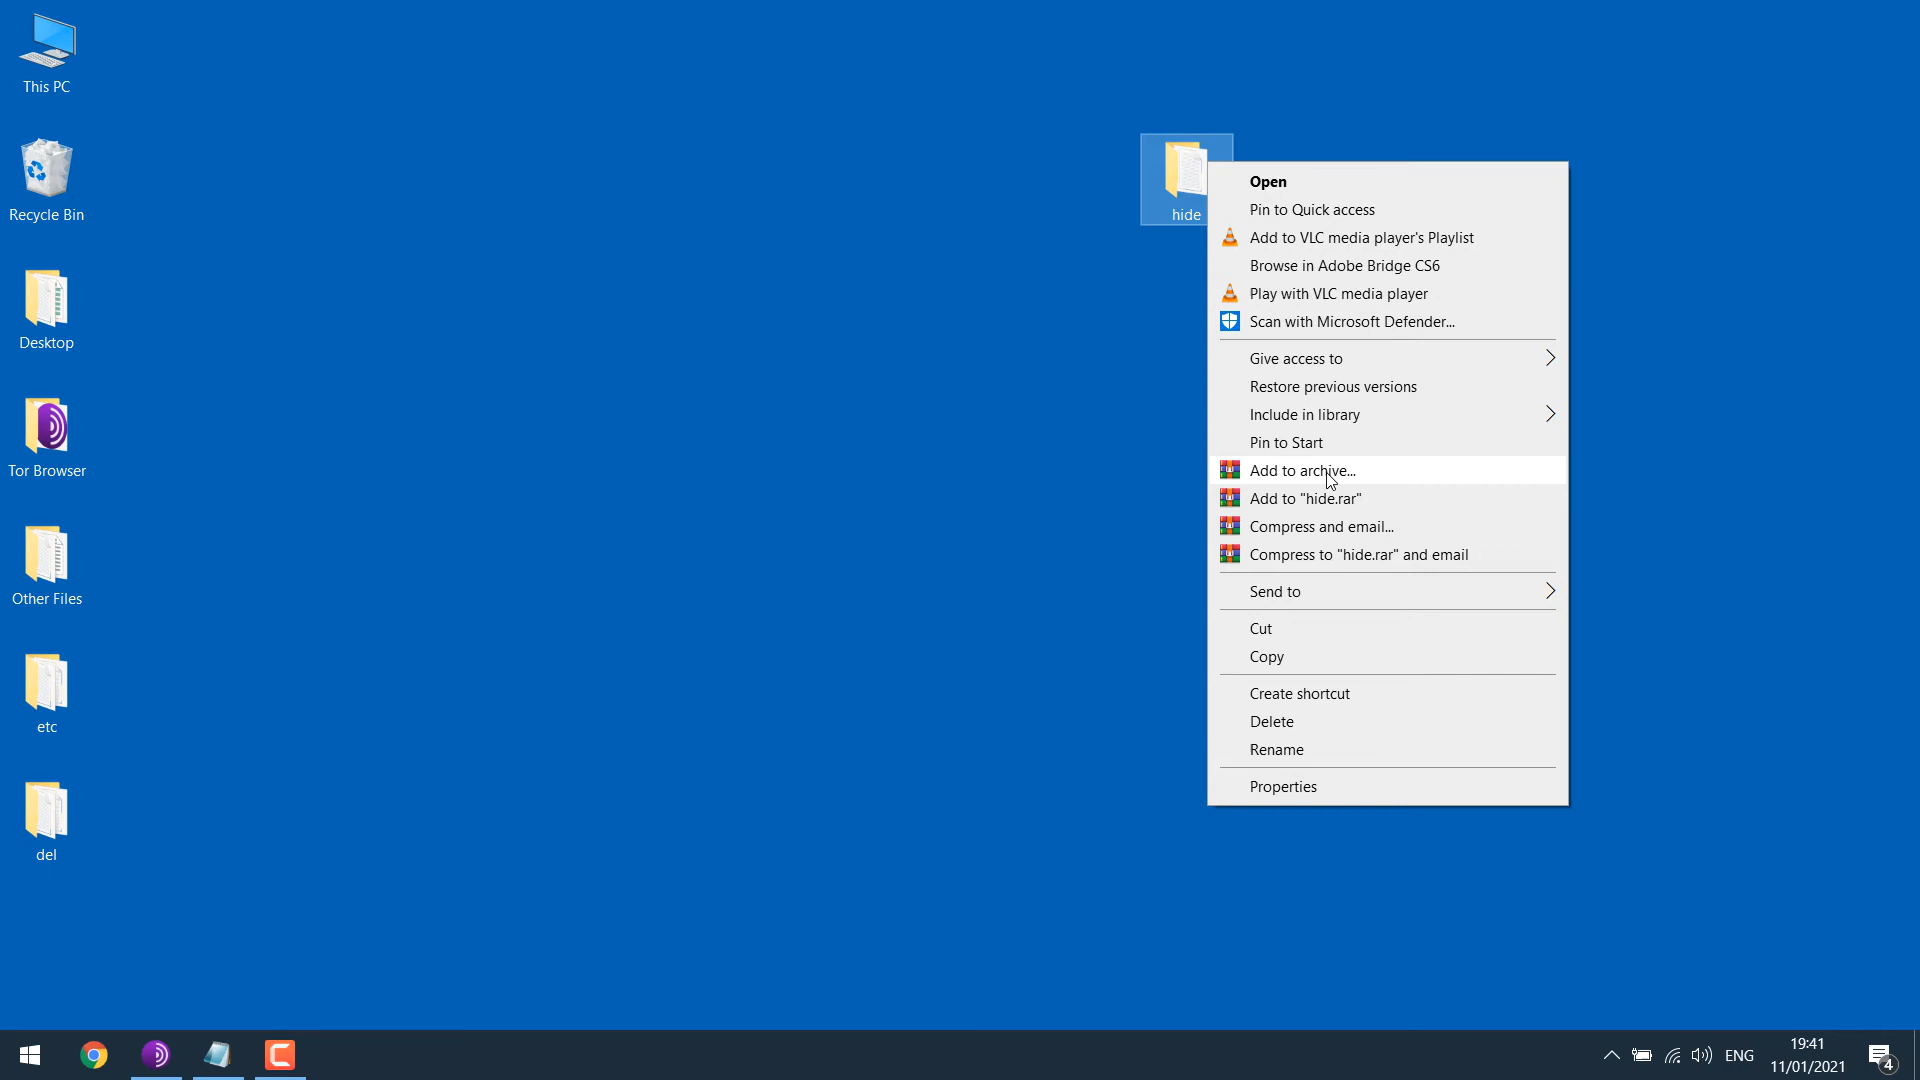 This PC
Recycle Bin
Desktop
Tor Browser
Other Files
etc
del
hide
Open
Pin to Quick access
Add to VLC media player's Playlist
Browse in Adobe Bridge CS6
Play with VLC media player
Scan with Microsoft Defender...
Give access to
Restore previous versions
Include in library
Pin to Start
Add to archive...
Add to "hide.rar"
Compress and email...
Compress to "hide.rar" and email
Send to
Cut
Copy
Create shortcut
Delete
Rename
Properties
ENG
19:41
11/01/2021
4